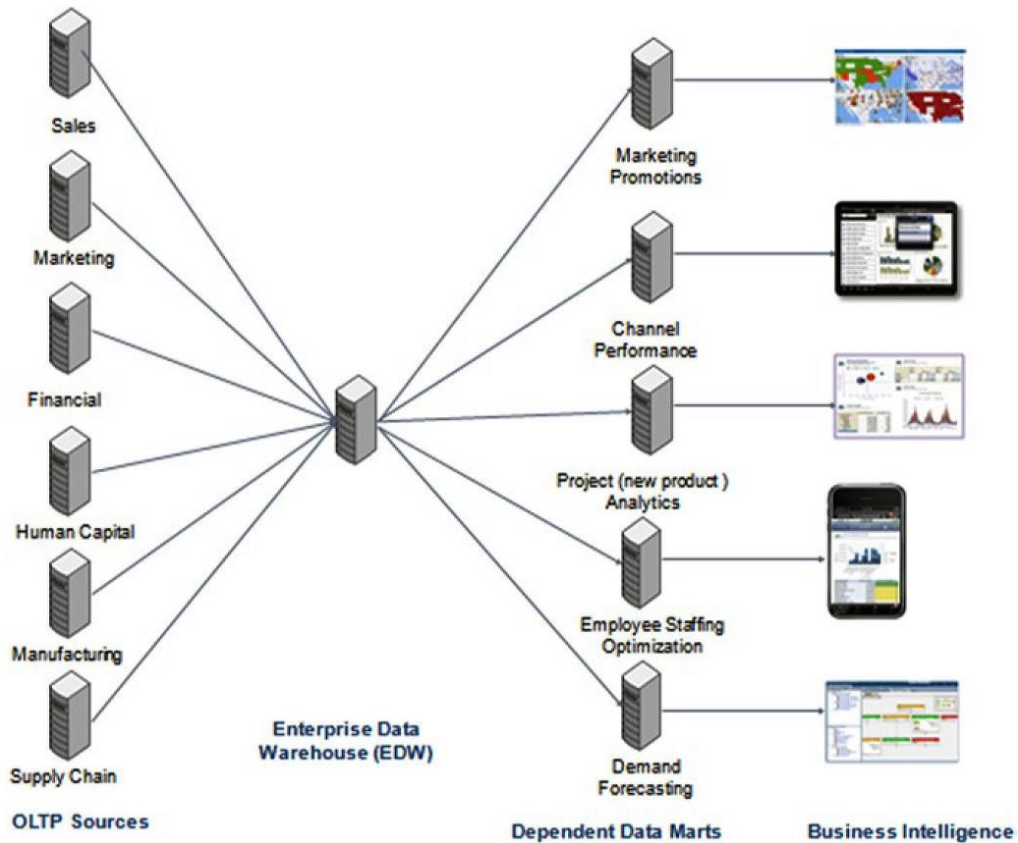 Sales
Marketing
Financial
Human Capital
Manufacturing
Supply Chain
OLTP Sources
Enterprise Data
Warehouse (EDW)
Marketing
Promotions
Channel
Performance
Project (new product )
Analytics
Employee Staffing
Optimization
Demand
Forecasting
Dependent Data Marts
Business Intelligence